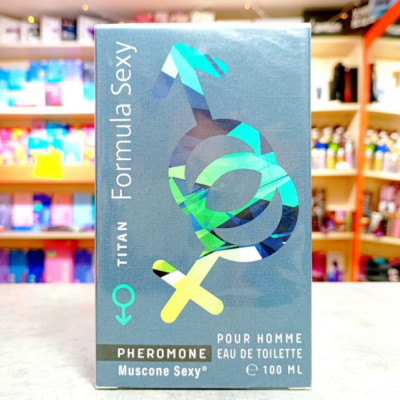 Formula Sexy
TITAN
POUR HOMME
PHEROMONE
EAU DE TOILETTE
Muscone Sexy®
℮ 100 ML